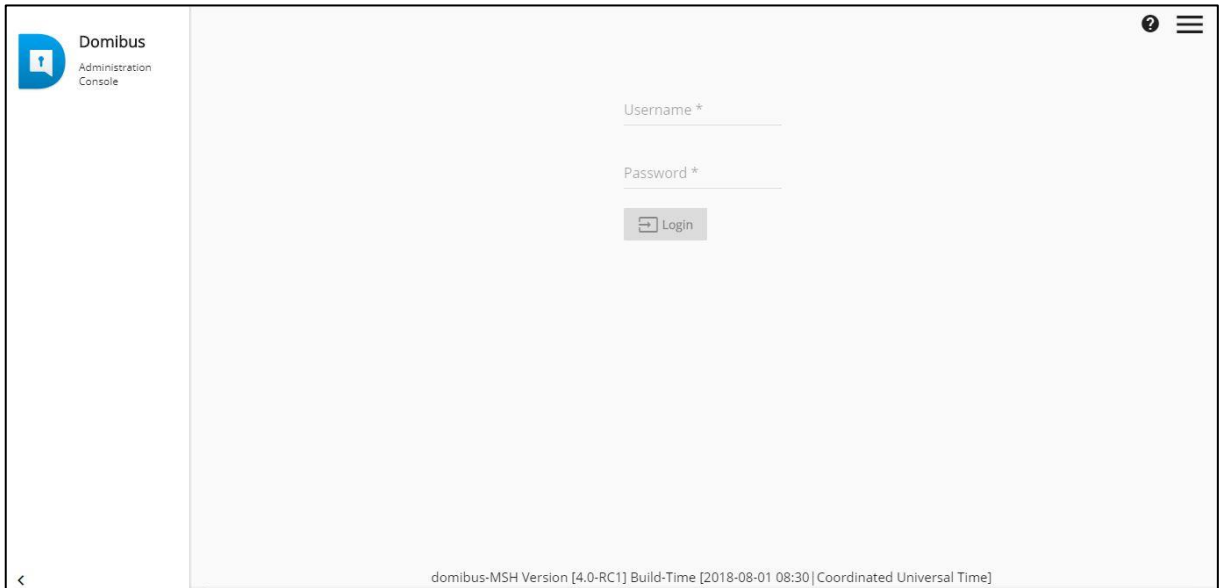 Domibus
Administration
Console
Username *
Password *
Login
domibus-MSH Version [4.0-RC1] Build-Time [2018-08-01 08:30|Coordinated Universal Time]